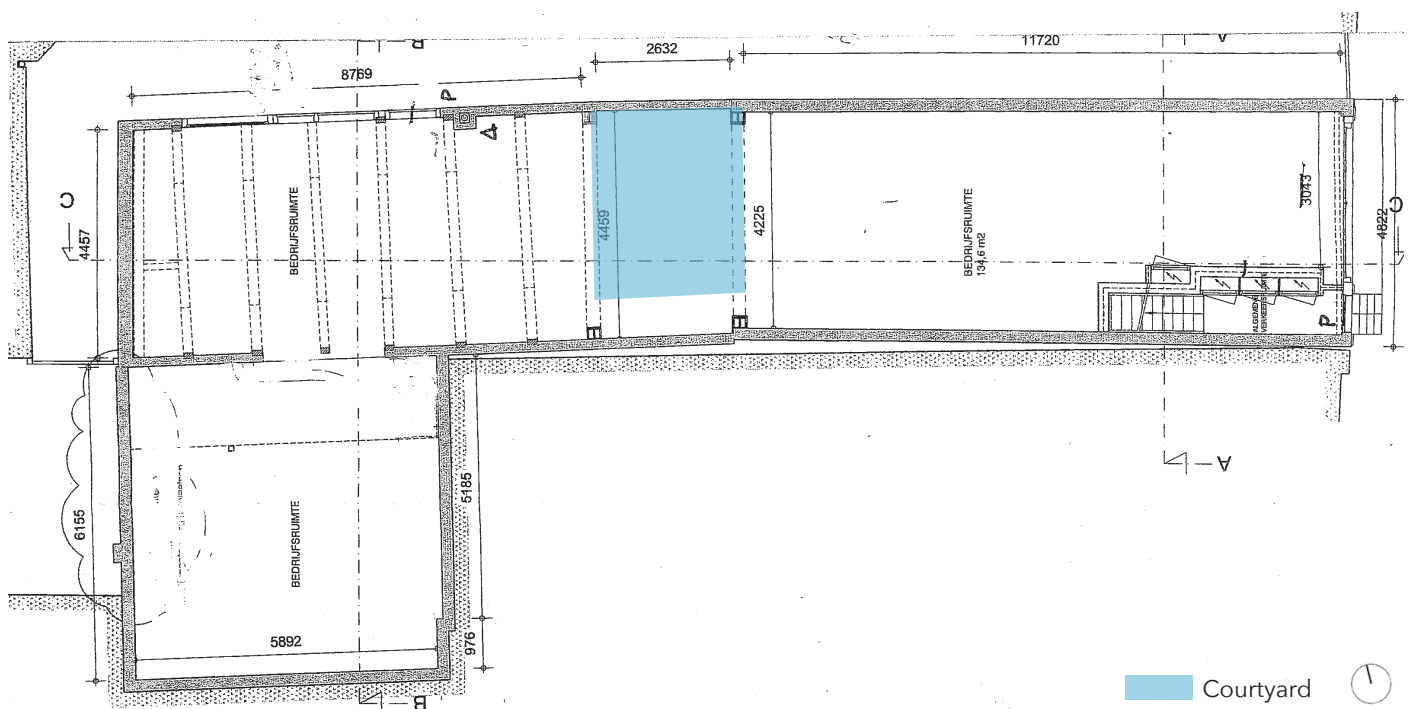 B
A
11720
2632
8769
P
A
C
4457
BEDRIJFSRUIMTE
4459
4225
BEDRIJFSRUIMTE
134,6 m2
3043
4822
C
P
A
6155
BEDRIJFSRUIMTE
5185
5892
976
B
Courtyard